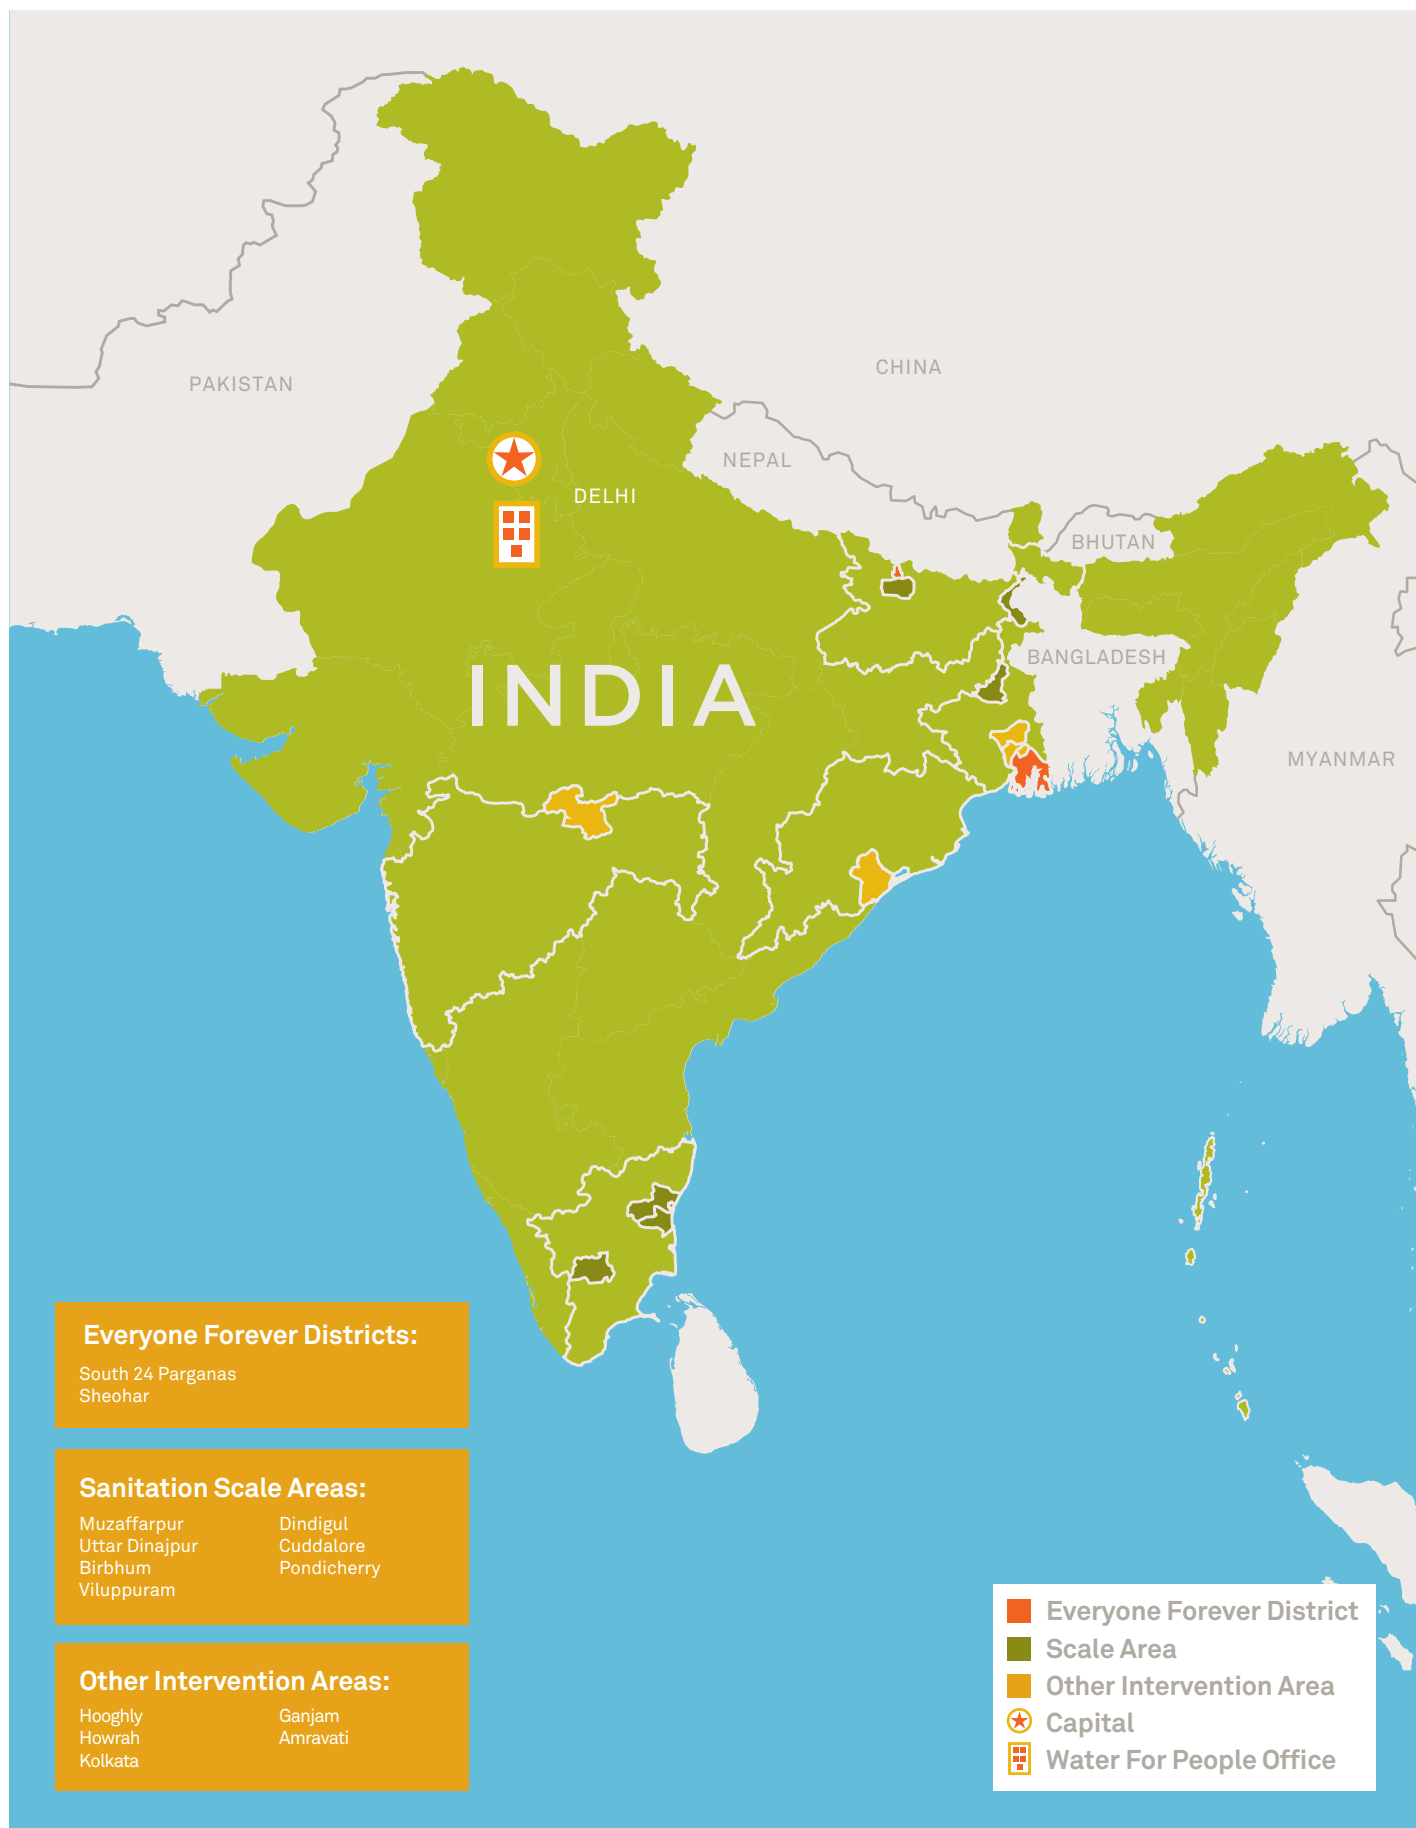 CHINA
PAKISTAN
NEPAL
DELHI
BHUTAN
BANGLADESH
INDIA
MYANMAR
Everyone Forever Districts:
South 24 Parganas
Sheohar
Sanitation Scale Areas:
Muzaffarpur
Uttar Dinajpur
Birbhum
Viluppuram
Dindigul
Cuddalore
Pondicherry
Other Intervention Areas:
Hooghly
Howrah
Kolkata
Ganjam
Amravati
Everyone Forever District
Scale Area
Other Intervention Area
Capital
Water For People Office